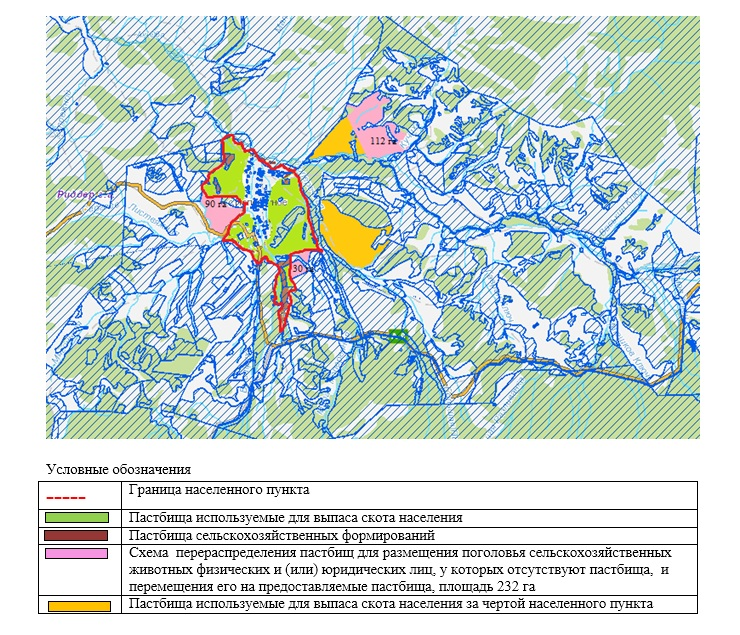 112 га
Риддер г.а
90 га
30 га
Условные обозначения
Граница населенного пункта
Пастбища используемые для выпаса скота населения
Пастбища сельскохозяйственных формирований
Схема перераспределения пастбищ для размещения поголовья сельскохозяйственных
животных физических и (или) юридических лиц, у которых отсутствуют пастбища, и
перемещения его на предоставляемые пастбища, площадь 232 га
Пастбища используемые для выпаса скота населения за чертой населенного пункта